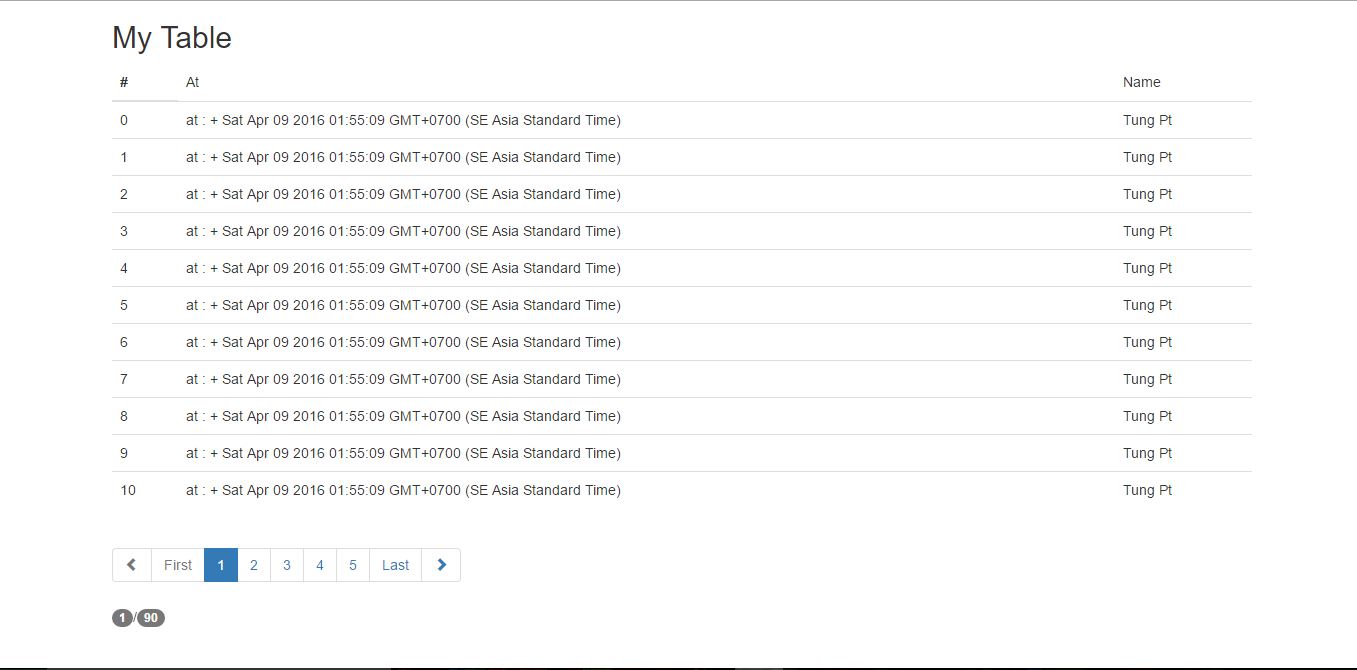 My Table
# At Name
0 at : + Sat Apr 09 2016 01:55:09 GMT+0700 (SE Asia Standard Time) Tung Pt
1 at : + Sat Apr 09 2016 01:55:09 GMT+0700 (SE Asia Standard Time) Tung Pt
2 at : + Sat Apr 09 2016 01:55:09 GMT+0700 (SE Asia Standard Time) Tung Pt
3 at : + Sat Apr 09 2016 01:55:09 GMT+0700 (SE Asia Standard Time) Tung Pt
4 at : + Sat Apr 09 2016 01:55:09 GMT+0700 (SE Asia Standard Time) Tung Pt
5 at : + Sat Apr 09 2016 01:55:09 GMT+0700 (SE Asia Standard Time) Tung Pt
6 at : + Sat Apr 09 2016 01:55:09 GMT+0700 (SE Asia Standard Time) Tung Pt
7 at : + Sat Apr 09 2016 01:55:09 GMT+0700 (SE Asia Standard Time) Tung Pt
8 at : + Sat Apr 09 2016 01:55:09 GMT+0700 (SE Asia Standard Time) Tung Pt
9 at : + Sat Apr 09 2016 01:55:09 GMT+0700 (SE Asia Standard Time) Tung Pt
10 at : + Sat Apr 09 2016 01:55:09 GMT+0700 (SE Asia Standard Time) Tung Pt
First 1 2 3 4 5 Last
1/90